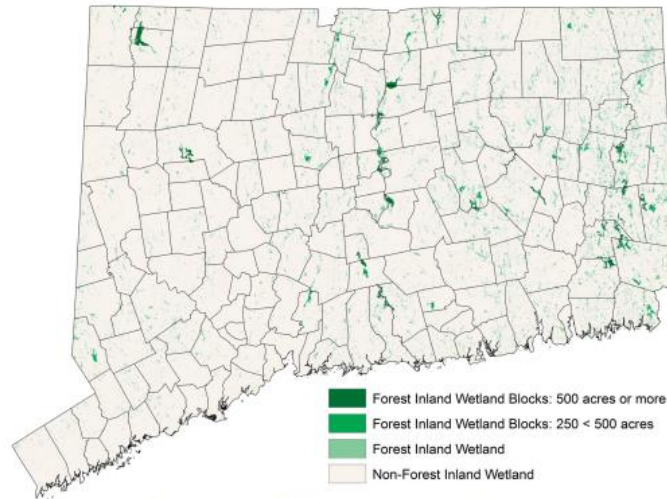 Forest Inland Wetland Blocks: 500 acres or more
Forest Inland Wetland Blocks: 250 < 500 acres
Forest Inland Wetland
Non-Forest Inland Wetland